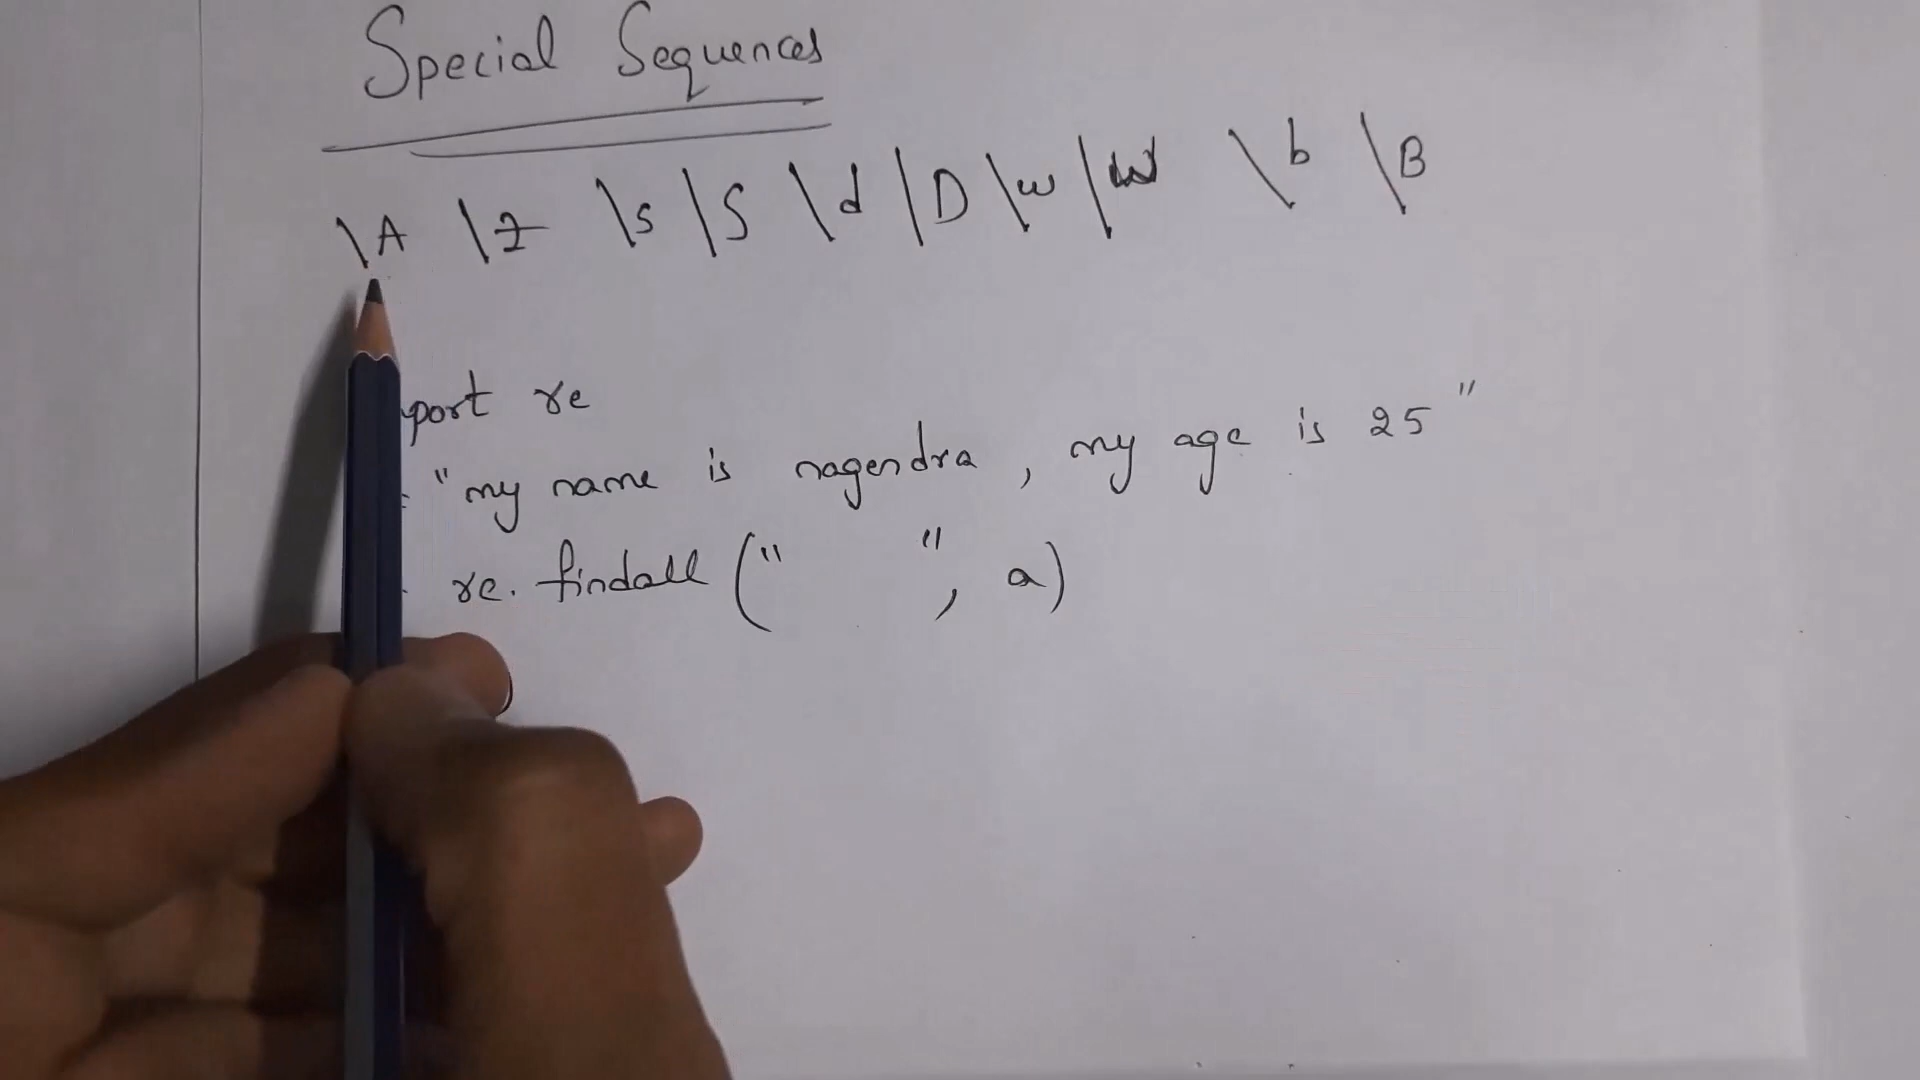 Special Sequences
\A \Z \s \S \d \D \w \W \b \B
port re
"my name is nagendra, my age is 25"
re. findall (" ", a)